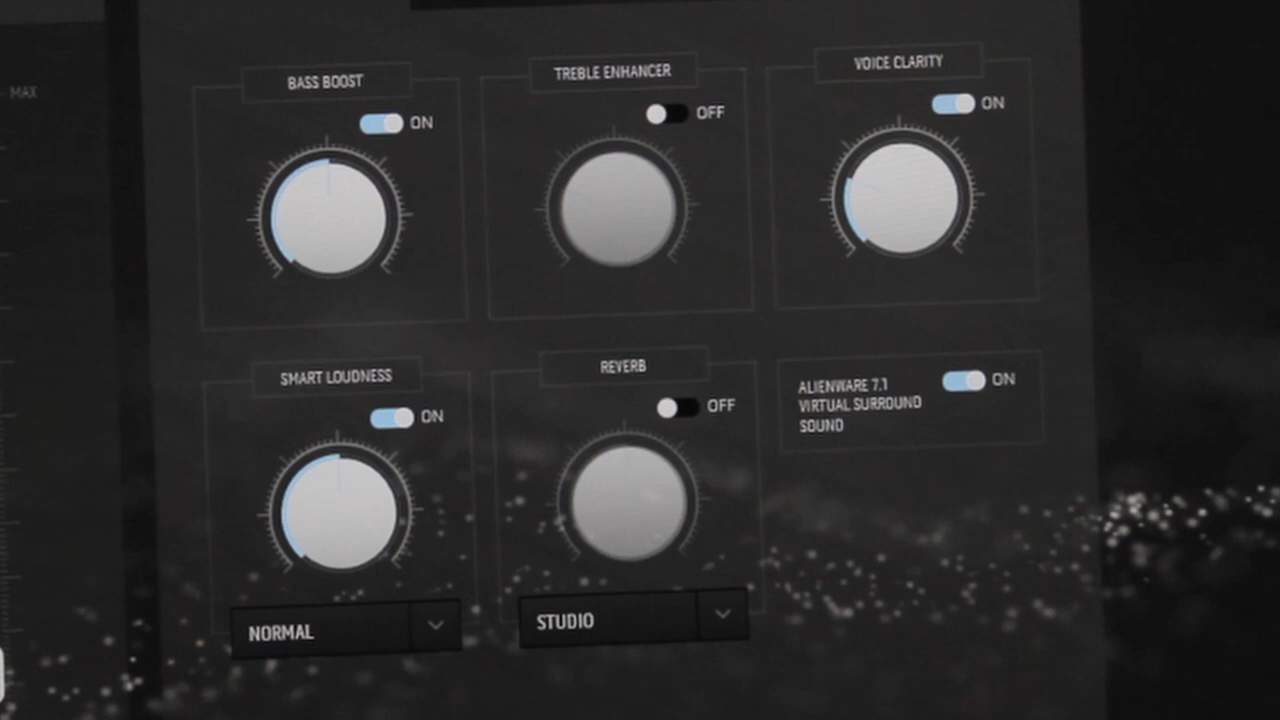 MAX
BASS BOOST
ON
TREBLE ENHANCER
OFF
VOICE CLARITY
ON
SMART LOUDNESS
ON
NORMAL
REVERB
OFF
STUDIO
ALIENWARE 7.1
VIRTUAL SURROUND
SOUND
ON